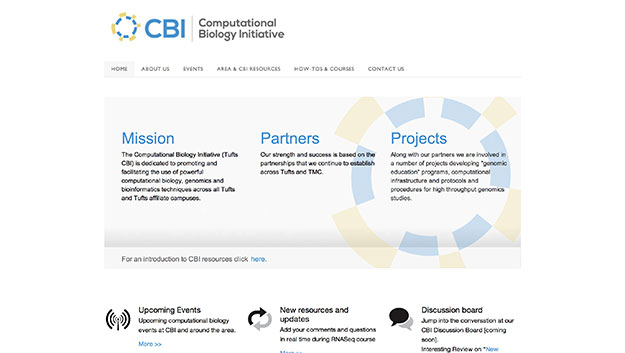 CBI
Computational
Biology Initiative
HOME
ABOUT US
EVENTS
AREA & CBI RESOURCES
HOW-TOS & COURSES
CONTACT US
Mission
The Computational Biology Initiative (Tufts
CBI) is dedicated to promoting and
facilitating the use of powerful
computational biology, genomics and
bioinformatics techniques across all Tufts
and Tufts affiliate campuses.
Partners
Our strength and success is based on the
partnerships that we continue to establish
across Tufts and TMC.
Projects
Along with our partners we are involved in
a number of projects developing "genomic
education" programs, computational
infrastructure and protocols and
procedures for high throughput genomics
studies.
For an introduction to CBI resources click here.
Upcoming Events
Upcoming computational biology
events at CBI and around the area.
More >>
New resources and
updates
Add your comments and questions
in real time during RNASeq course
Discussion board
Jump into the conversation at our
CBI Discussion Board [coming
soon].
Interesting Review on "New